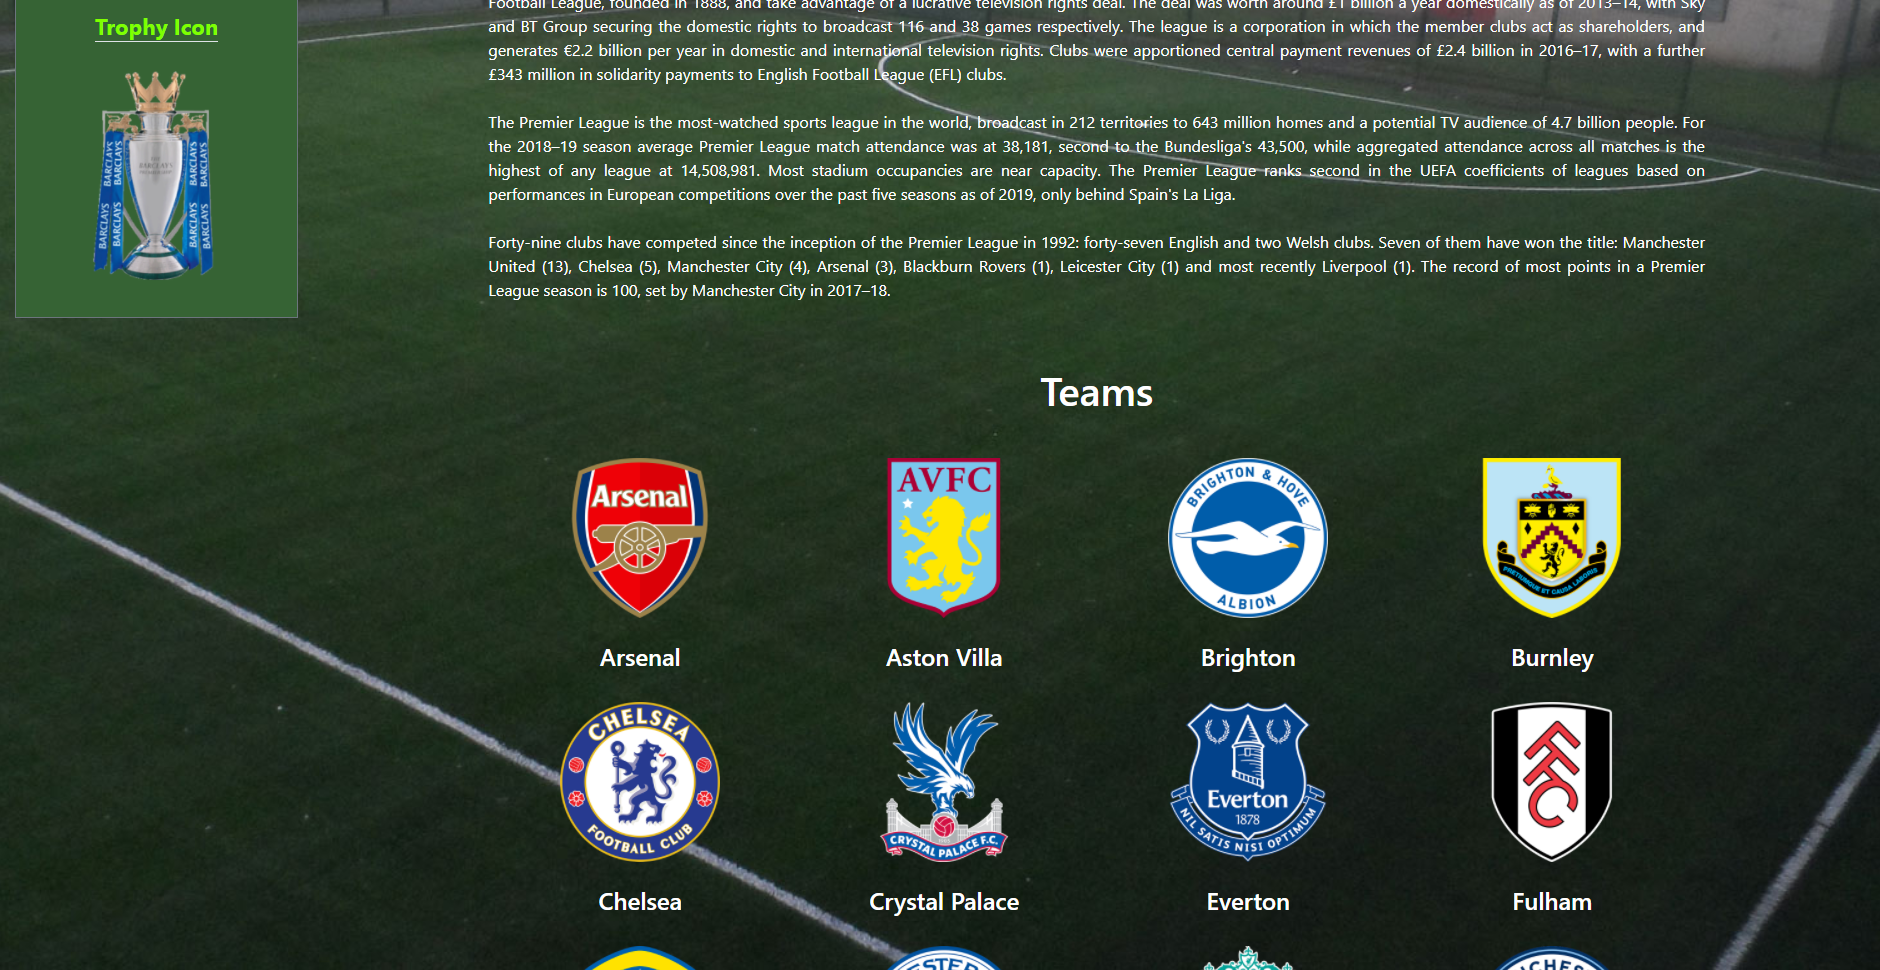 Trophy Icon
BARCLAYS
BARCLAYS
BARCLAYS
BARCLAYS
BARCLAYS
BARCLAYS
BARCLAYS
BARCLAYS
BARCLAYS
Football League, founded in 1888, and take advantage of a lucrative television rights deal. The deal was worth around £1 billion a year domestically as of 2013–14, with Sky
and BT Group securing the domestic rights to broadcast 116 and 38 games respectively. The league is a corporation in which the member clubs act as shareholders, and
generates €2.2 billion per year in domestic and international television rights. Clubs were apportioned central payment revenues of £2.4 billion in 2016–17, with a further
£343 million in solidarity payments to English Football League (EFL) clubs.
The Premier League is the most-watched sports league in the world, broadcast in 212 territories to 643 million homes and a potential TV audience of 4.7 billion people. For
the 2018–19 season average Premier League match attendance was at 38,181, second to the Bundesliga's 43,500, while aggregated attendance across all matches is the
highest of any league at 14,508,981. Most stadium occupancies are near capacity. The Premier League ranks second in the UEFA coefficients of leagues based on
performances in European competitions over the past five seasons as of 2019, only behind Spain's La Liga.
Forty-nine clubs have competed since the inception of the Premier League in 1992: forty-seven English and two Welsh clubs. Seven of them have won the title: Manchester
United (13), Chelsea (5), Manchester City (4), Arsenal (3), Blackburn Rovers (1), Leicester City (1) and most recently Liverpool (1). The record of most points in a Premier
League season is 100, set by Manchester City in 2017–18.
Teams
Arsenal
AVFC
BRIGHTON & HOVE
ALBION
PRETIUMQUE ET CAUSA LABORIS
Arsenal
Aston Villa
Brighton
Burnley
CHELSEA
FOOTBALL CLUB
CRYSTAL PALACE F.C.
Everton
1878
NIL SATIS NISI OPTIMUM
FFC
Chelsea
Crystal Palace
Everton
Fulham